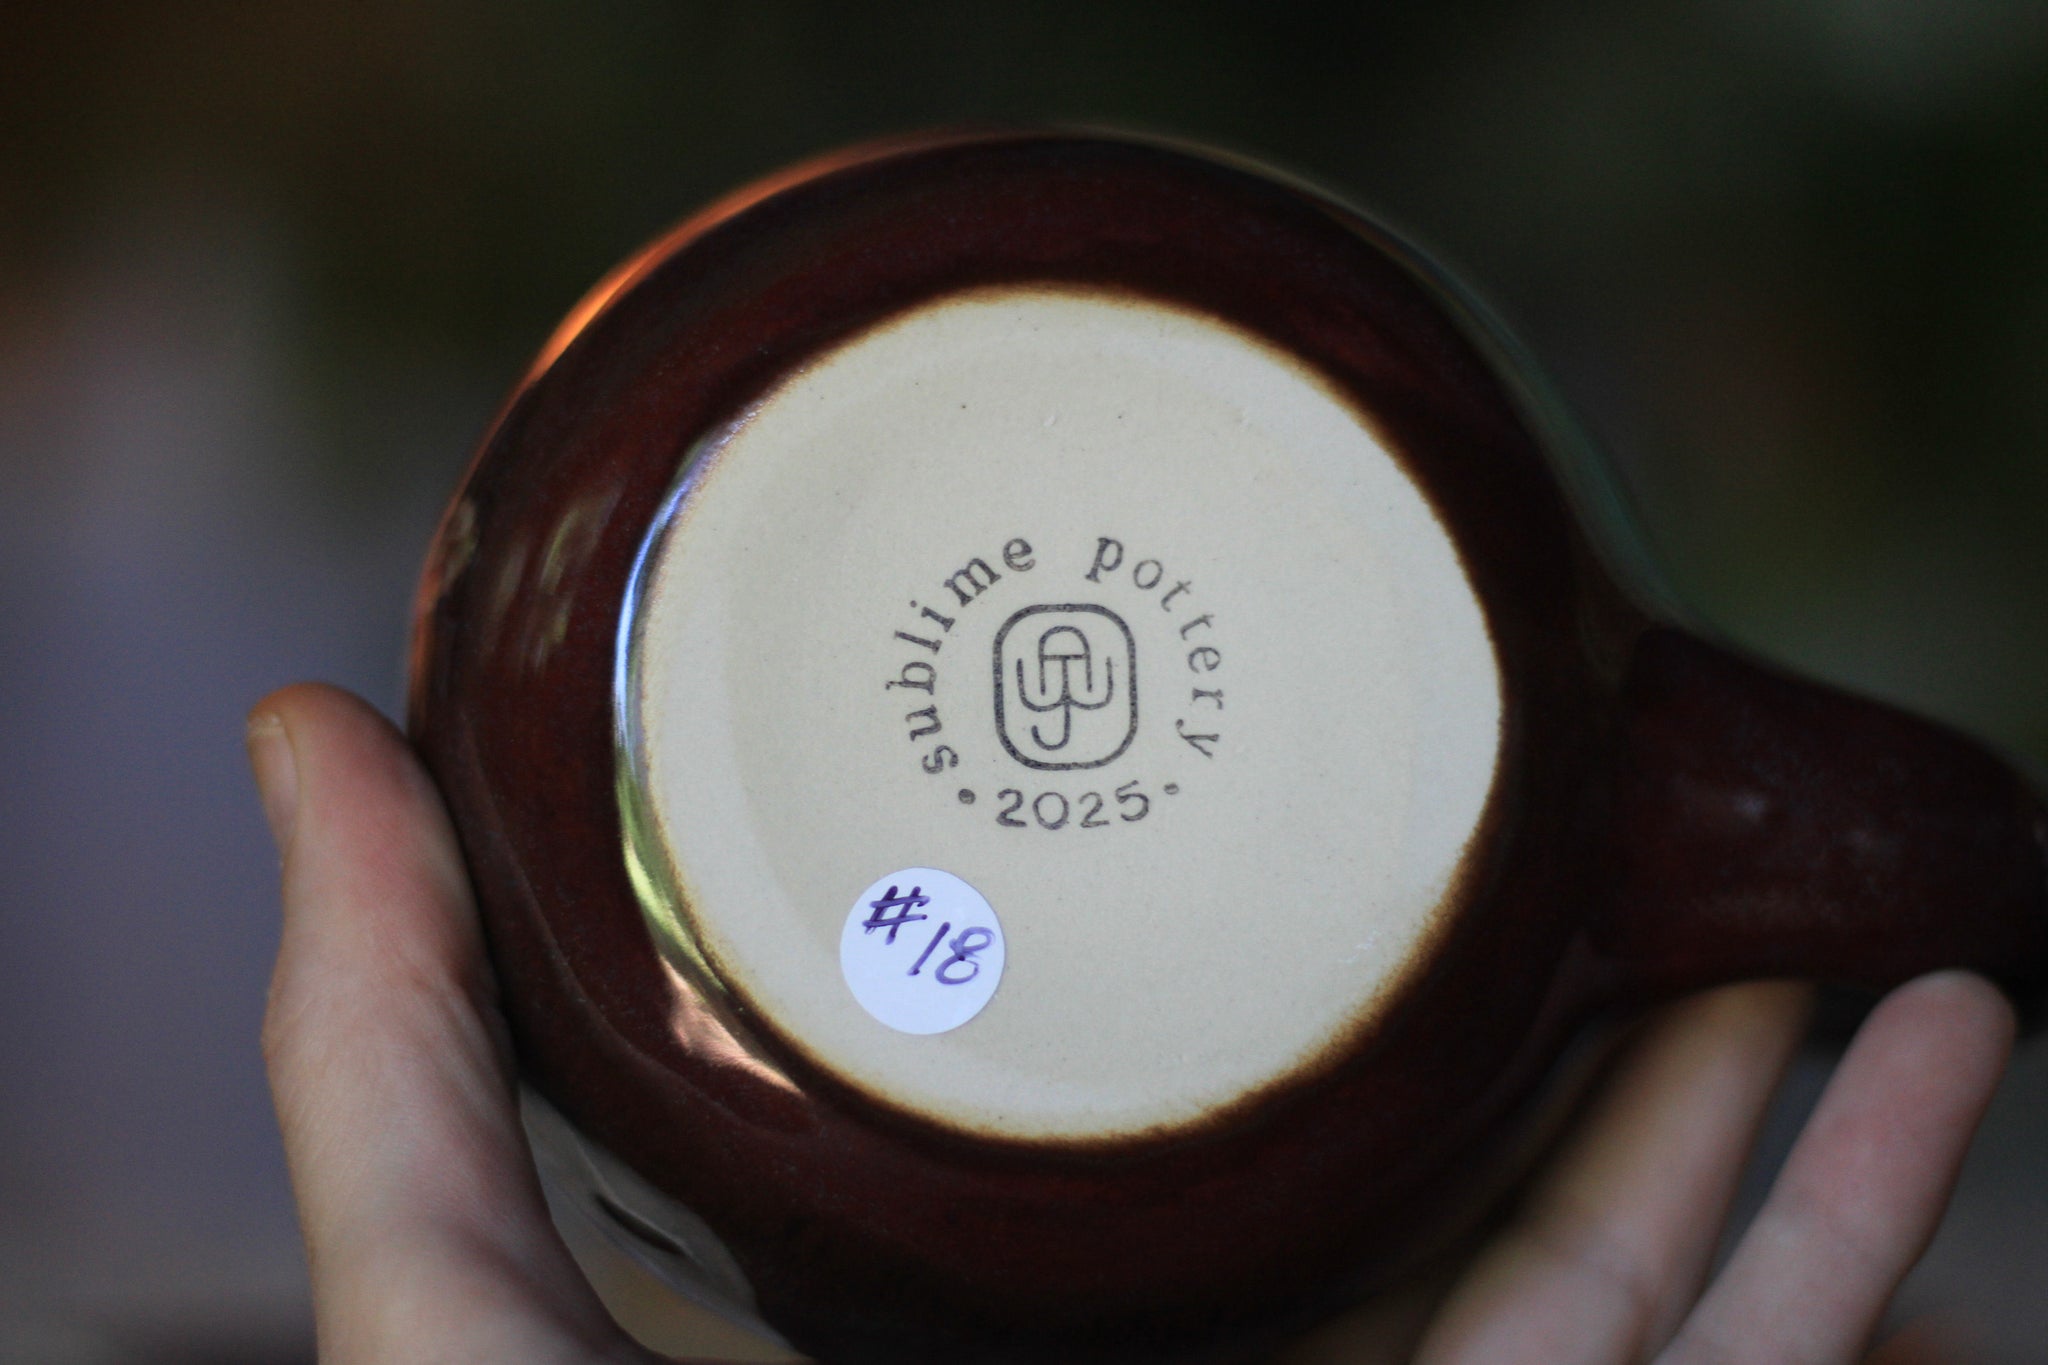 sublime pottery
• 2025 •
#18